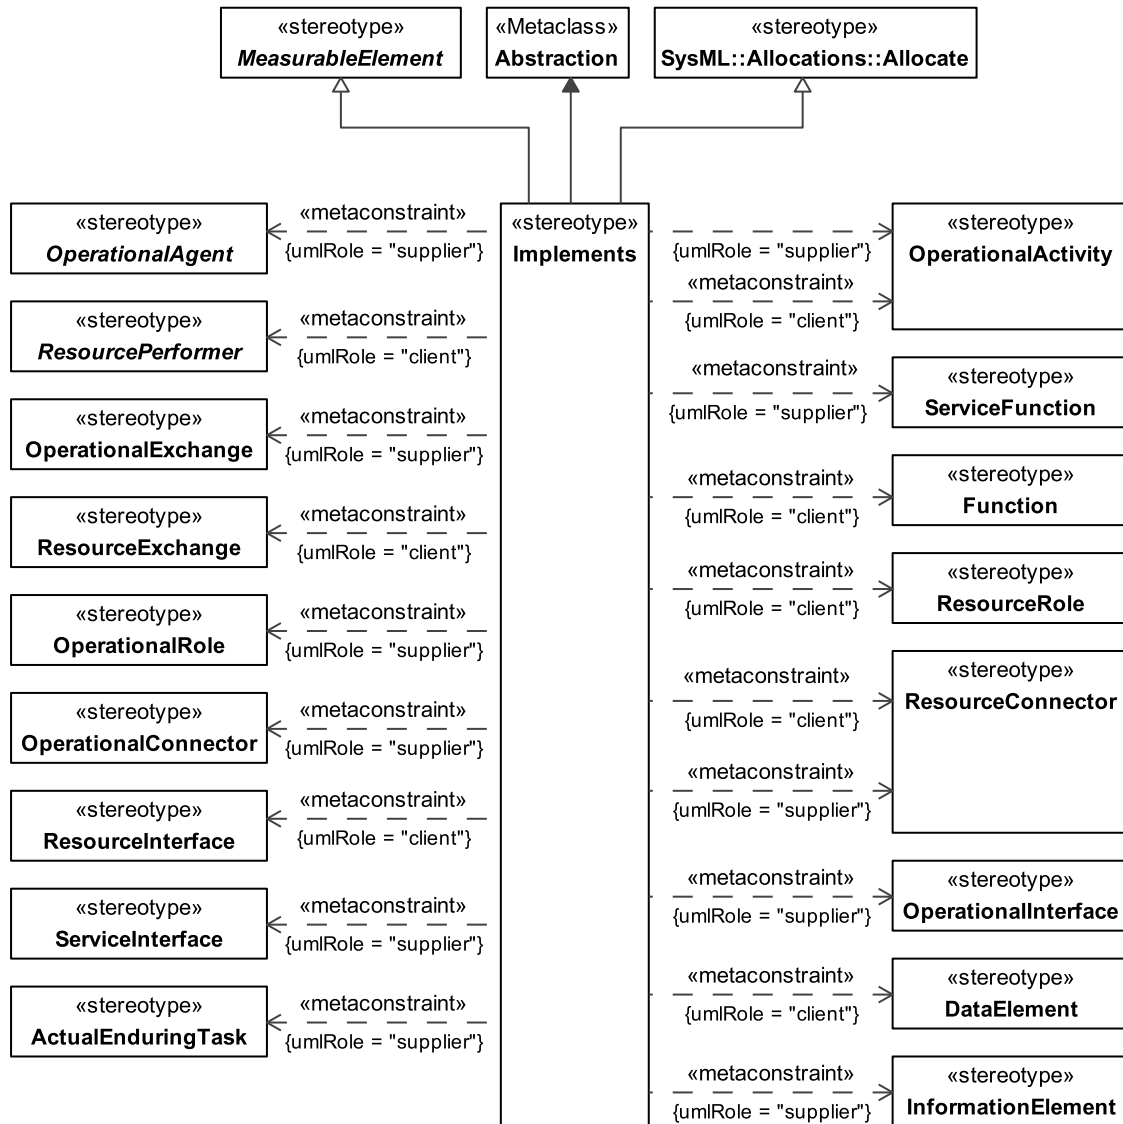 «stereotype»
MeasurableElement
«Metaclass»
Abstraction
«stereotype»
SysML::Allocations::Allocate
«stereotype»
OperationalAgent
«metaconstraint»
{umlRole = "supplier"}
«stereotype»
ResourcePerformer
«metaconstraint»
{umlRole = "client"}
«stereotype»
OperationalExchange
«metaconstraint»
{umlRole = "supplier"}
«stereotype»
ResourceExchange
«metaconstraint»
{umlRole = "client"}
«stereotype»
OperationalRole
«metaconstraint»
{umlRole = "supplier"}
«stereotype»
OperationalConnector
«metaconstraint»
{umlRole = "supplier"}
«stereotype»
ResourceInterface
«metaconstraint»
{umlRole = "client"}
«stereotype»
ServiceInterface
«metaconstraint»
{umlRole = "supplier"}
«stereotype»
ActualEnduringTask
«metaconstraint»
{umlRole = "supplier"}
«stereotype»
Implements
{umlRole = "supplier"}
«metaconstraint»
{umlRole = "client"}
«stereotype»
OperationalActivity
«metaconstraint»
{umlRole = "supplier"}
«stereotype»
ServiceFunction
«metaconstraint»
{umlRole = "client"}
«stereotype»
Function
«metaconstraint»
{umlRole = "client"}
«stereotype»
ResourceRole
«metaconstraint»
{umlRole = "client"}
«metaconstraint»
{umlRole = "supplier"}
«stereotype»
ResourceConnector
«metaconstraint»
{umlRole = "supplier"}
«stereotype»
OperationalInterface
«metaconstraint»
{umlRole = "client"}
«stereotype»
DataElement
«metaconstraint»
{umlRole = "supplier"}
«stereotype»
InformationElement